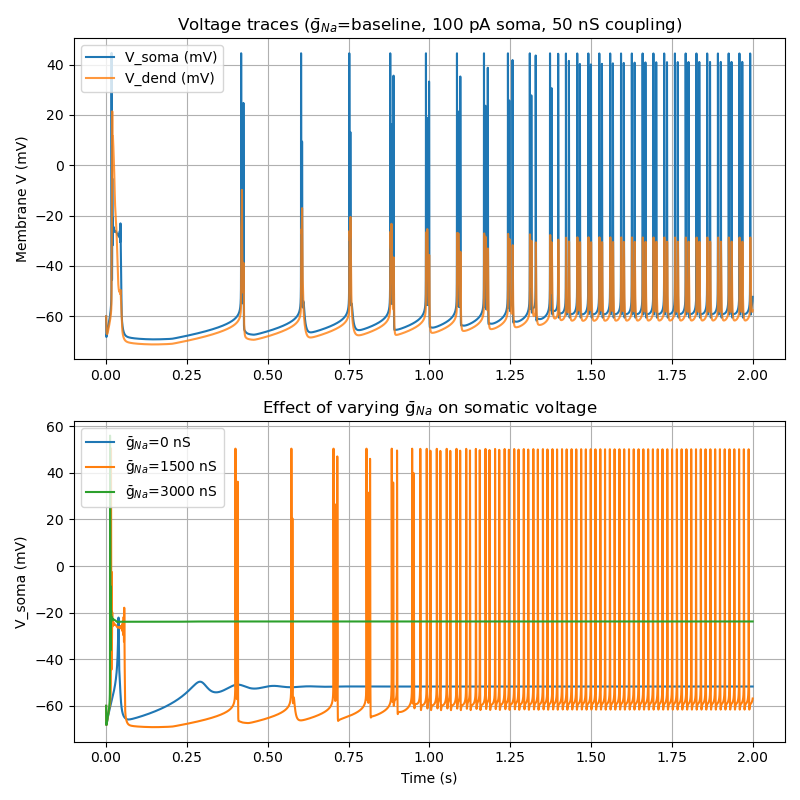 Voltage traces (ḡNa=baseline, 100 pA soma, 50 nS coupling)
V_soma (mV)
V_dend (mV)
Membrane V (mV)
40
20
0
−20
−40
−60
0.00 0.25 0.50 0.75 1.00 1.25 1.50 1.75 2.00
Effect of varying ḡNa on somatic voltage
ḡNa=0 nS
ḡNa=1500 nS
ḡNa=3000 nS
V_soma (mV)
60
40
20
0
−20
−40
−60
0.00 0.25 0.50 0.75 1.00 1.25 1.50 1.75 2.00
Time (s)